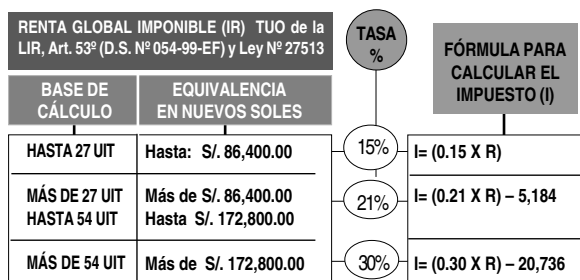 RENTA GLOBAL IMPONIBLE (IR) TUO de la
LIR, Art. 53º (D.S. Nº 054-99-EF) y Ley Nº 27513
TASA
%
FÓRMULA PARA
CALCULAR EL
IMPUESTO (I)
BASE DE
CÁLCULO
EQUIVALENCIA
EN NUEVOS SOLES
HASTA 27 UIT Hasta: S/. 86,400.00 15% I= (0.15 X R)
MÁS DE 27 UIT Más de S/. 86,400.00
HASTA 54 UIT Hasta S/. 172,800.00
21% I= (0.21 X R) – 5,184
MÁS DE 54 UIT Más de S/. 172,800.00 30% I= (0.30 X R) – 20,736